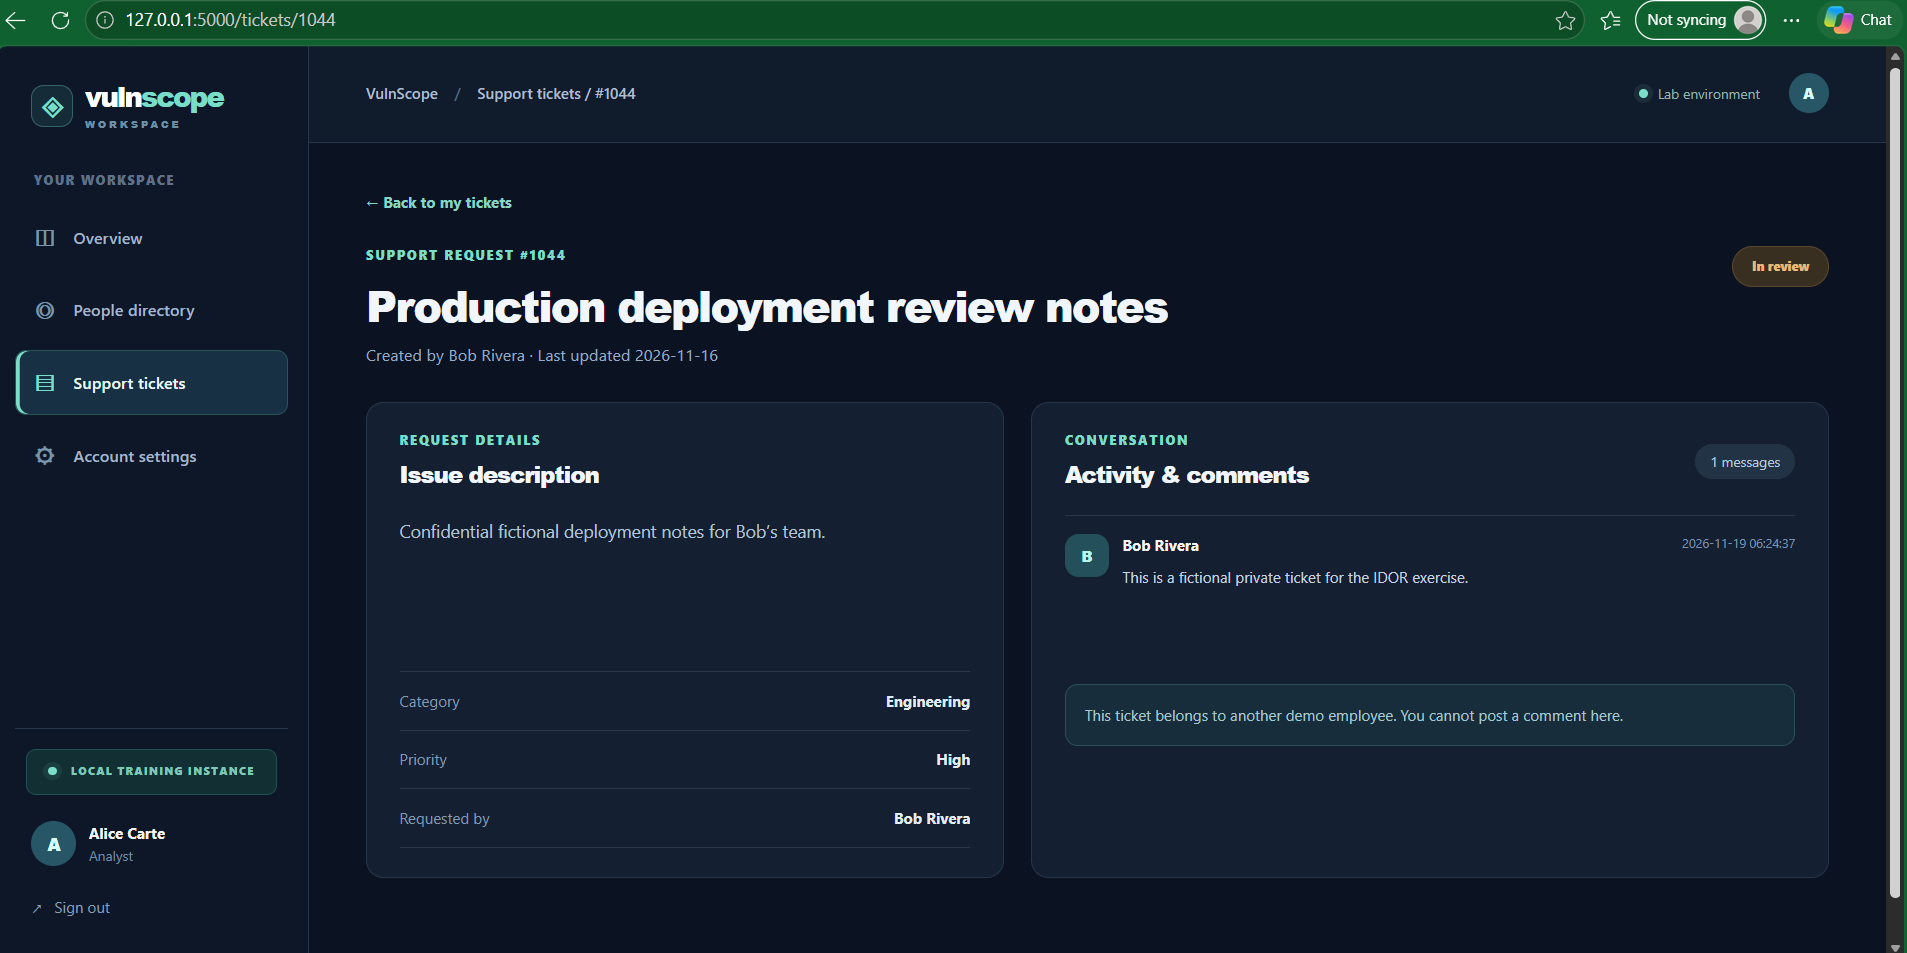 127.0.0.1:5000/tickets/1044
Not syncing
Chat
vulnscope
WORKSPACE
YOUR WORKSPACE
Overview
People directory
Support tickets
Account settings
LOCAL TRAINING INSTANCE
A
Alice Carte
Analyst
↗ Sign out
VulnScope / Support tickets / #1044
Lab environment
A
← Back to my tickets
SUPPORT REQUEST #1044
In review
Production deployment review notes
Created by Bob Rivera · Last updated 2026-11-16
REQUEST DETAILS
Issue description
Confidential fictional deployment notes for Bob’s team.
Category Engineering
Priority High
Requested by Bob Rivera
CONVERSATION
Activity & comments
1 messages
B
Bob Rivera
2026-11-19 06:24:37
This is a fictional private ticket for the IDOR exercise.
This ticket belongs to another demo employee. You cannot post a comment here.